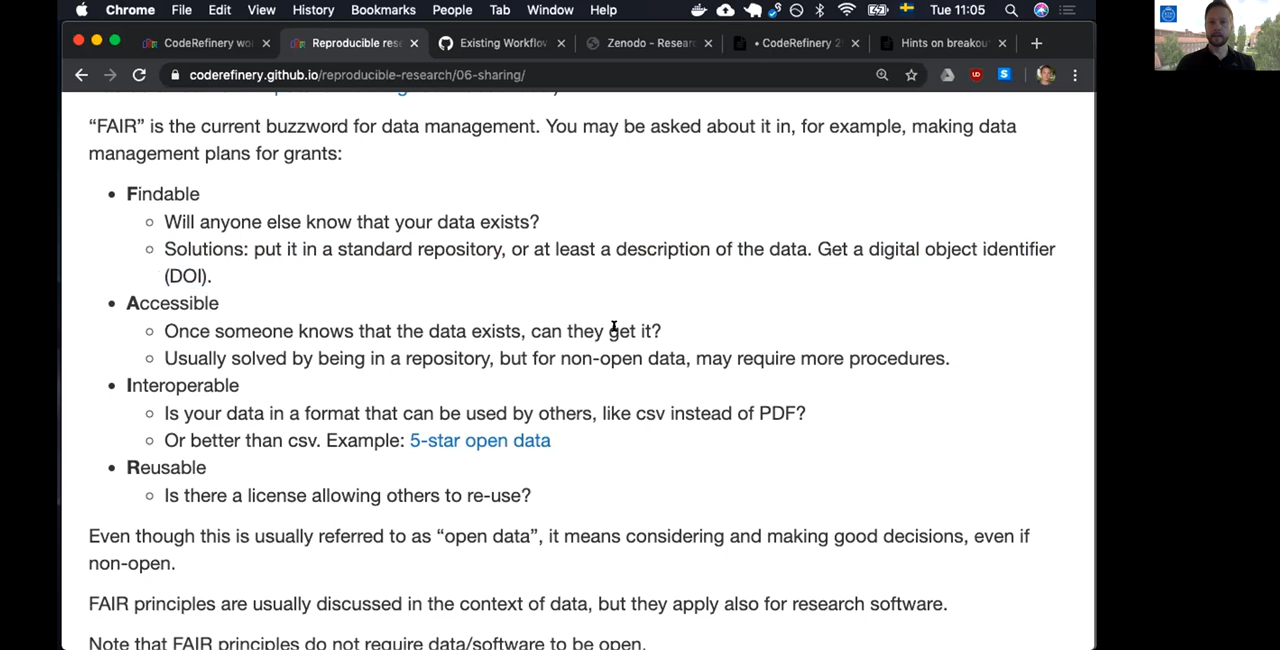 Chrome File Edit View History Bookmarks People Tab Window Help Tue 11:05
CodeRefinery wo Reproducible rese Existing Workflow Zenodo - Resear • CodeRefinery 2 Hints on breakou
coderefinery.github.io/reproducible-research/06-sharing/
“FAIR” is the current buzzword for data management. You may be asked about it in, for example, making data
management plans for grants:
• Findable
Will anyone else know that your data exists?
Solutions: put it in a standard repository, or at least a description of the data. Get a digital object identifier
(DOI).
• Accessible
Once someone knows that the data exists, can they get it?
Usually solved by being in a repository, but for non-open data, may require more procedures.
• Interoperable
Is your data in a format that can be used by others, like csv instead of PDF?
Or better than csv. Example: 5-star open data
• Reusable
Is there a license allowing others to re-use?
Even though this is usually referred to as “open data”, it means considering and making good decisions, even if
non-open.
FAIR principles are usually discussed in the context of data, but they apply also for research software.
Note that FAIR principles do not require data/software to be open.